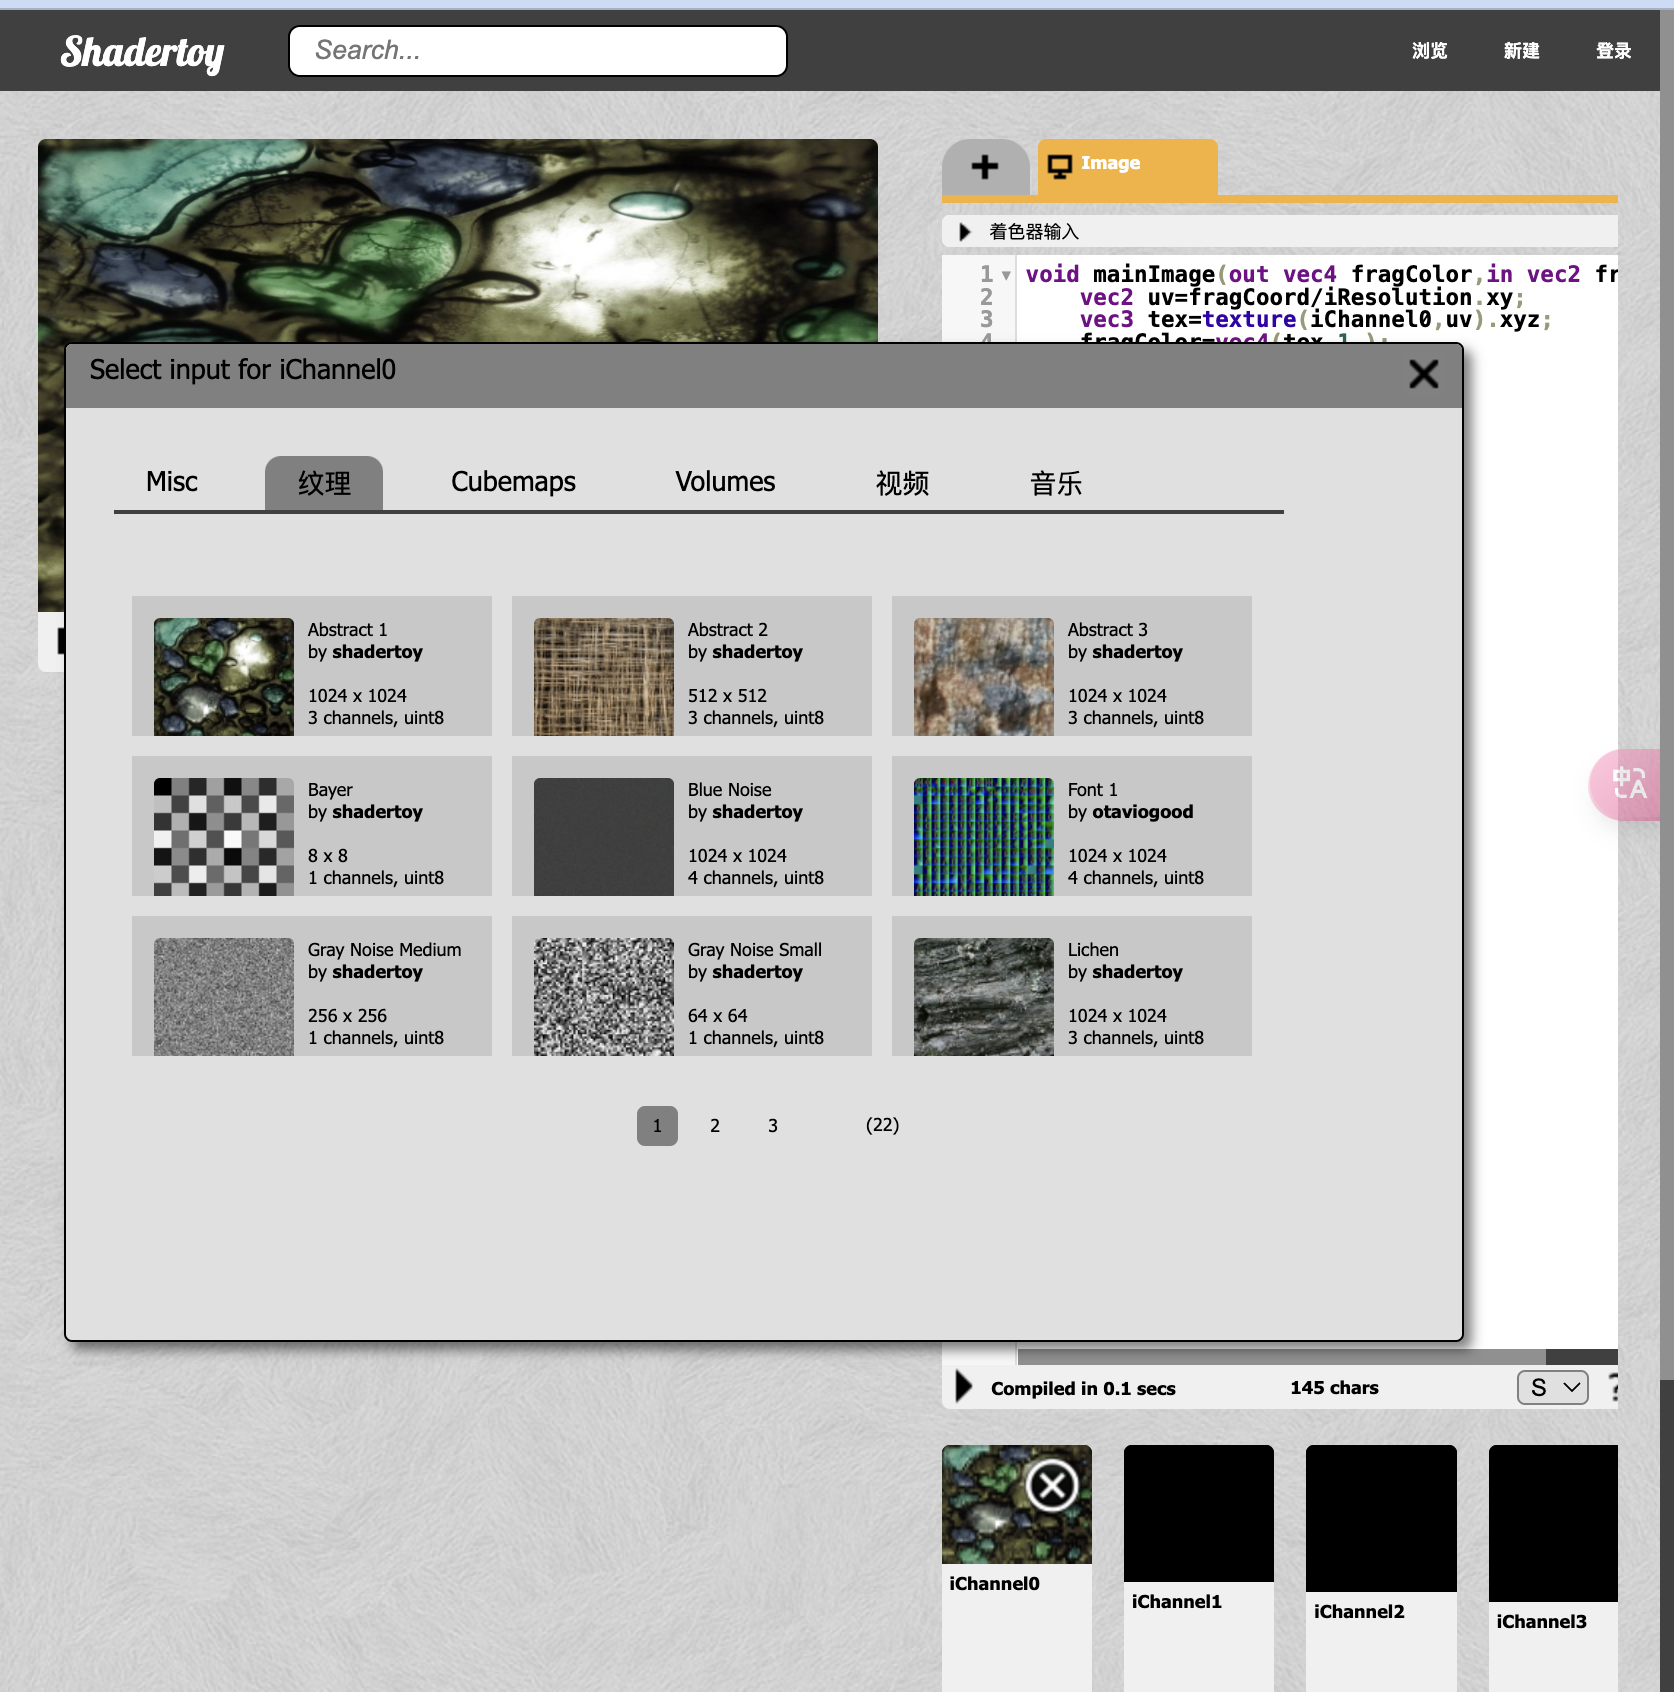 Shadertoy
Search...
浏览
新建
登录
Image
着色器输入
1 void mainImage(out vec4 fragColor,in vec2 fr
2 vec2 uv=fragCoord/iResolution.xy;
3 vec3 tex=texture(iChannel0,uv).xyz;
4 fragColor=vec4(tex,1.);
Select input for iChannel0
Misc
纹理
Cubemaps
Volumes
视频
音乐
Abstract 1
by shadertoy
1024 x 1024
3 channels, uint8
Abstract 2
by shadertoy
512 x 512
3 channels, uint8
Abstract 3
by shadertoy
1024 x 1024
3 channels, uint8
Bayer
by shadertoy
8 x 8
1 channels, uint8
Blue Noise
by shadertoy
1024 x 1024
4 channels, uint8
Font 1
by otaviogood
1024 x 1024
4 channels, uint8
Gray Noise Medium
by shadertoy
256 x 256
1 channels, uint8
Gray Noise Small
by shadertoy
64 x 64
1 channels, uint8
Lichen
by shadertoy
1024 x 1024
3 channels, uint8
1 2 3 (22)
中A
Compiled in 0.1 secs
145 chars
S
?
iChannel0
iChannel1
iChannel2
iChannel3